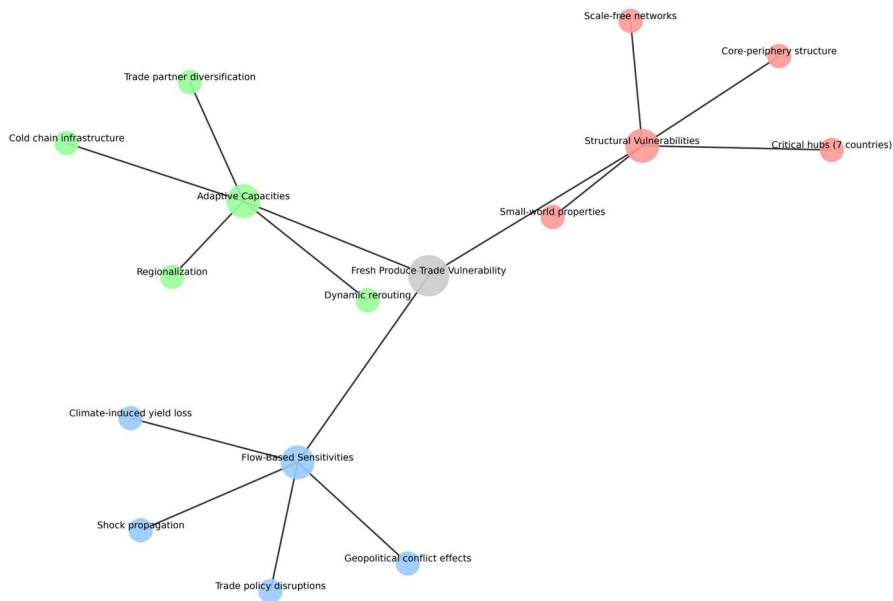 Scale-free networks
Core-periphery structure
Trade partner diversification
Cold chain infrastructure
Structural Vulnerabilities
Critical hubs (7 countries)
Adaptive Capacities
Small-world properties
Regionalization
Fresh Produce Trade Vulnerability
Dynamic rerouting
Climate-induced yield loss
Flow-Based Sensitivities
Shock propagation
Geopolitical conflict effects
Trade policy disruptions